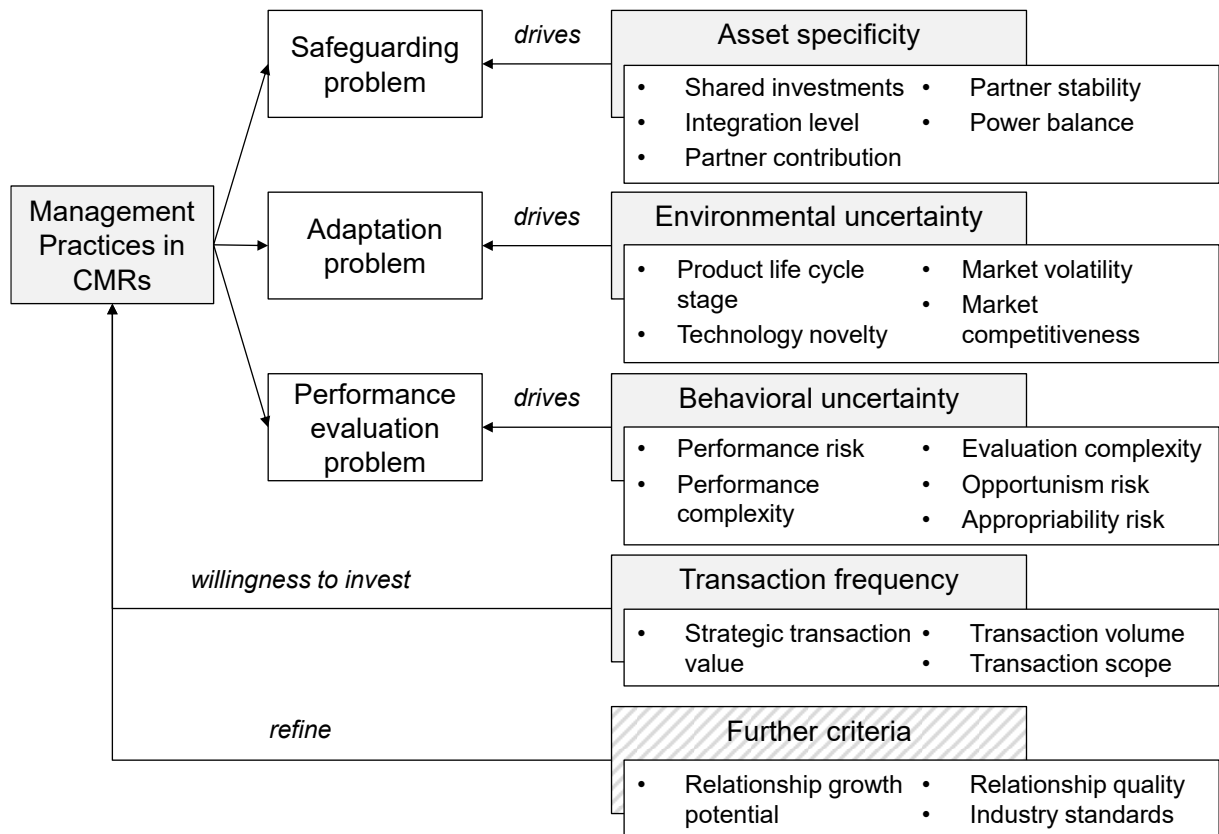 Safeguarding
problem
drives
Asset specificity
• Shared investments
• Integration level
• Partner contribution
• Partner stability
• Power balance
Management
Practices in
CMRs
Adaptation
problem
drives
Environmental uncertainty
• Product life cycle
stage
• Technology novelty
• Market volatility
• Market
competitiveness
Performance
evaluation
problem
drives
Behavioral uncertainty
• Performance risk
• Performance
complexity
• Evaluation complexity
• Opportunism risk
• Appropriability risk
willingness to invest
Transaction frequency
• Strategic transaction
value
• Transaction volume
• Transaction scope
refine
Further criteria
• Relationship growth
potential
• Relationship quality
• Industry standards